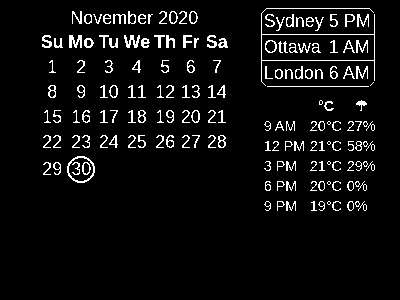 November 2020
Su Mo Tu We Th Fr Sa
1 2 3 4 5 6 7
8 9 10 11 12 13 14
15 16 17 18 19 20 21
22 23 24 25 26 27 28
29 30
Sydney 5 PM
Ottawa 1 AM
London 6 AM
°C ☂
9 AM 20°C 27%
12 PM 21°C 58%
3 PM 21°C 29%
6 PM 20°C 0%
9 PM 19°C 0%